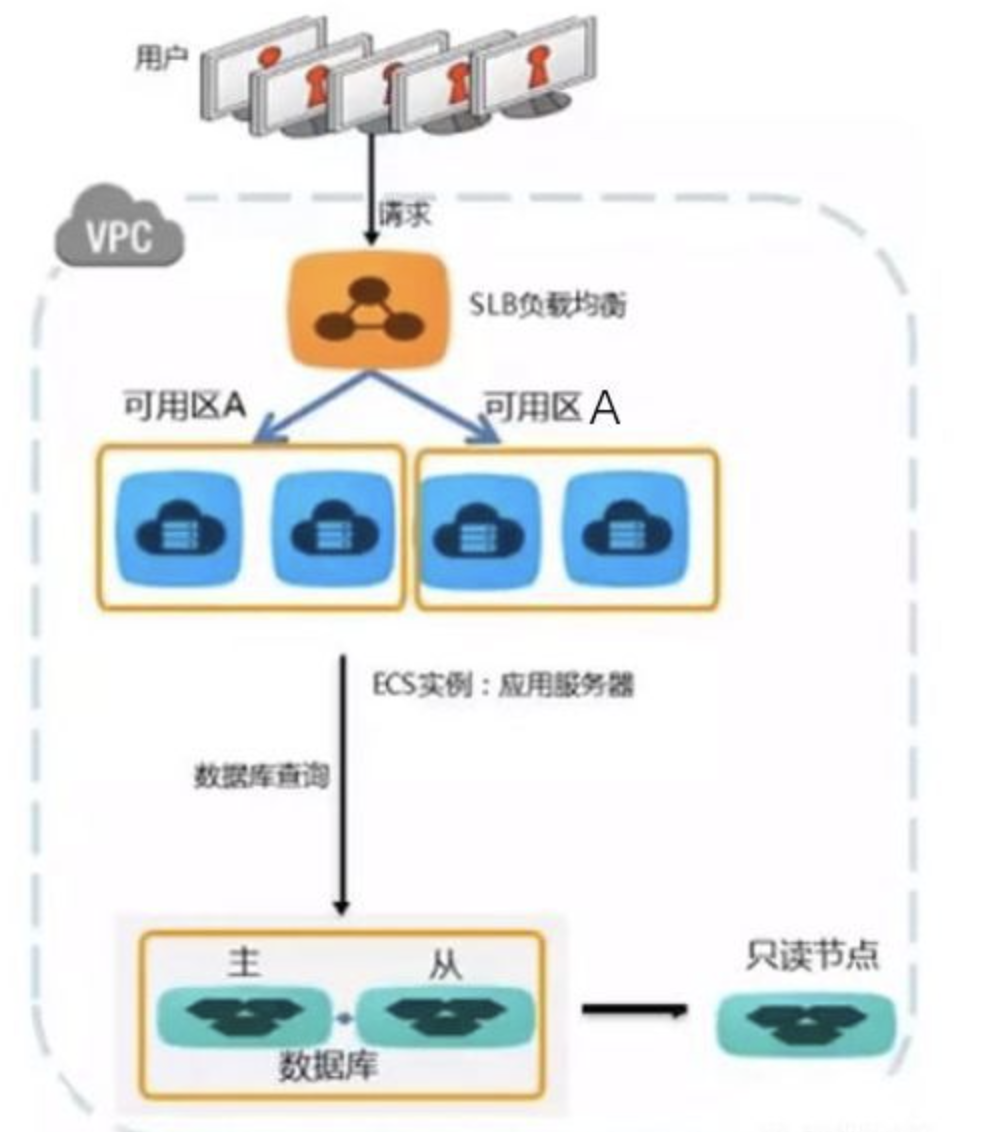 用户
VPC
请求
SLB负载均衡
可用区A
可用区 A
ECS实例：应用服务器
数据库查询
主
从
数据库
只读节点